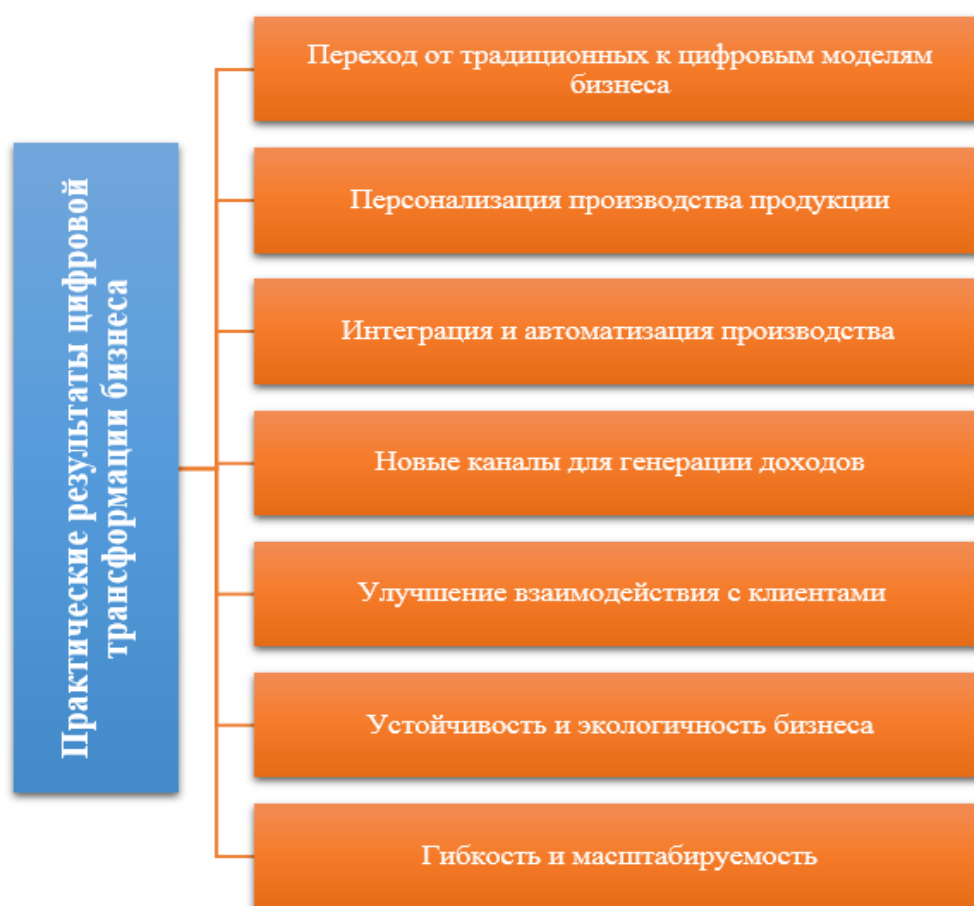 Практические результаты цифровой
трансформации бизнеса
Переход от традиционных к цифровым моделям
бизнеса
Персонализация производства продукции
Интеграция и автоматизация производства
Новые каналы для генерации доходов
Улучшение взаимодействия с клиентами
Устойчивость и экологичность бизнеса
Гибкость и масштабируемость